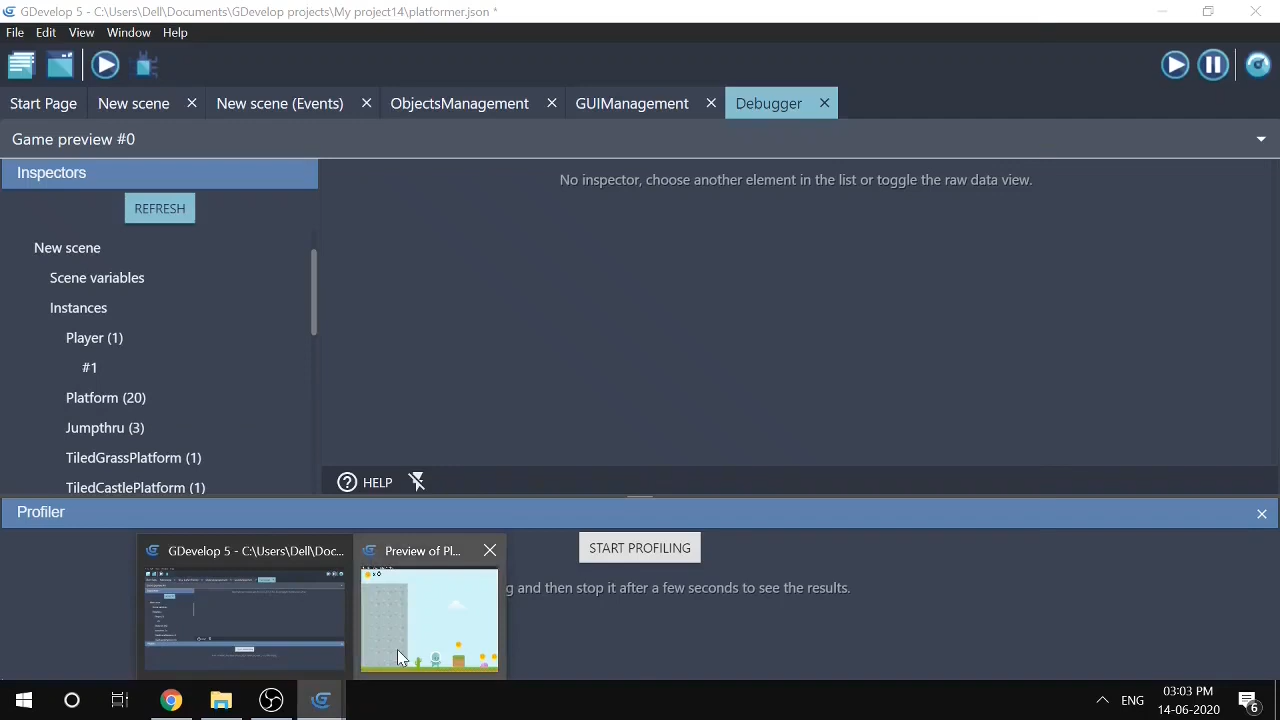 GDevelop 5 - C:\Users\Dell\Documents\GDevelop projects\My project14\platformer.json *
File Edit View Window Help
Start Page New scene New scene (Events) ObjectsManagement GUIManagement Debugger
Game preview #0
Inspectors
REFRESH
No inspector, choose another element in the list or toggle the raw data view.
New scene
Scene variables
Instances
Player (1)
#1
Platform (20)
Jumpthru (3)
TiledGrassPlatform (1)
TiledCastlePlatform (1)
HELP
Profiler
START PROFILING
GDevelop 5 - C:\Users\Dell\Doc...
Preview of Pl...
g and then stop it after a few seconds to see the results.
ENG
03:03 PM
14-06-2020
6